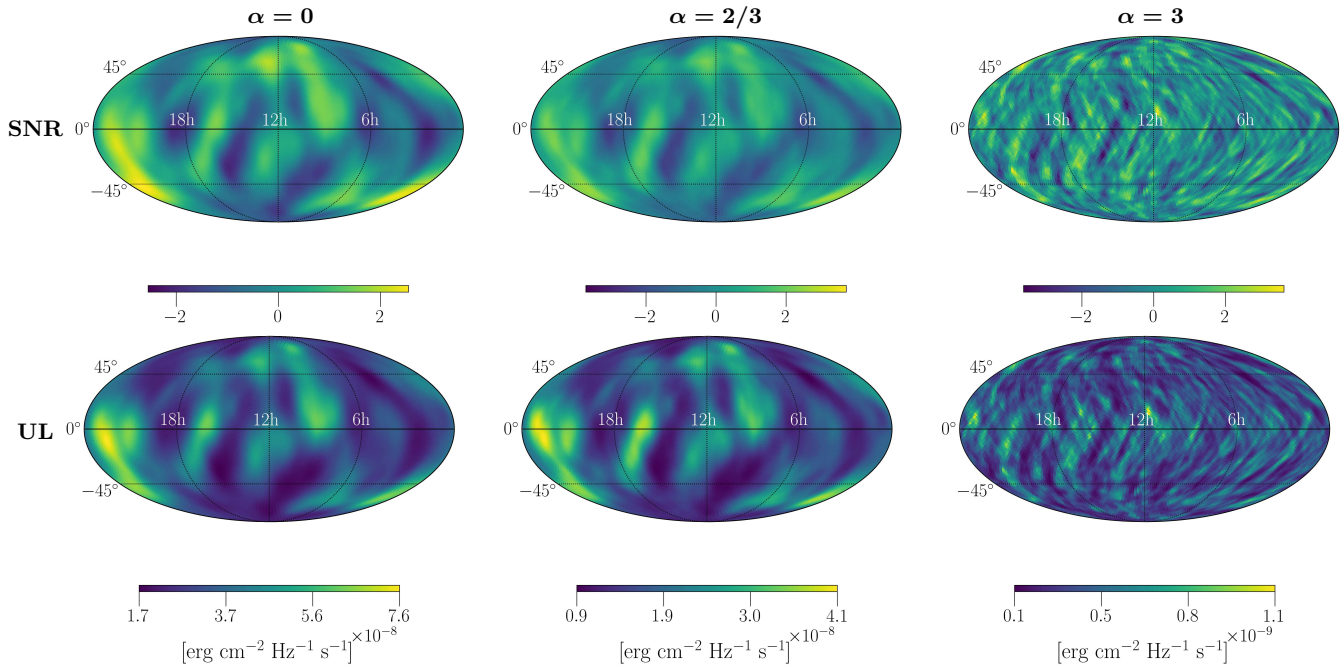 α = 0 α = 2/3 α = 3
45° 45° 45°
SNR 0° 18h 12h 6h 0° 18h 12h 6h 0° 18h 12h 6h
−45° −45° −45°
−2 0 2 −2 0 2 −2 0 2
45° 45° 45°
UL 0° 18h 12h 6h 0° 18h 12h 6h 0° 18h 12h 6h
−45° −45° −45°
1.7 3.7 5.6 7.6 0.9 1.9 3.0 4.1 0.1 0.5 0.8 1.1
[erg cm⁻² Hz⁻¹ s⁻¹] ×10⁻⁸ [erg cm⁻² Hz⁻¹ s⁻¹] ×10⁻⁸ [erg cm⁻² Hz⁻¹ s⁻¹] ×10⁻⁹